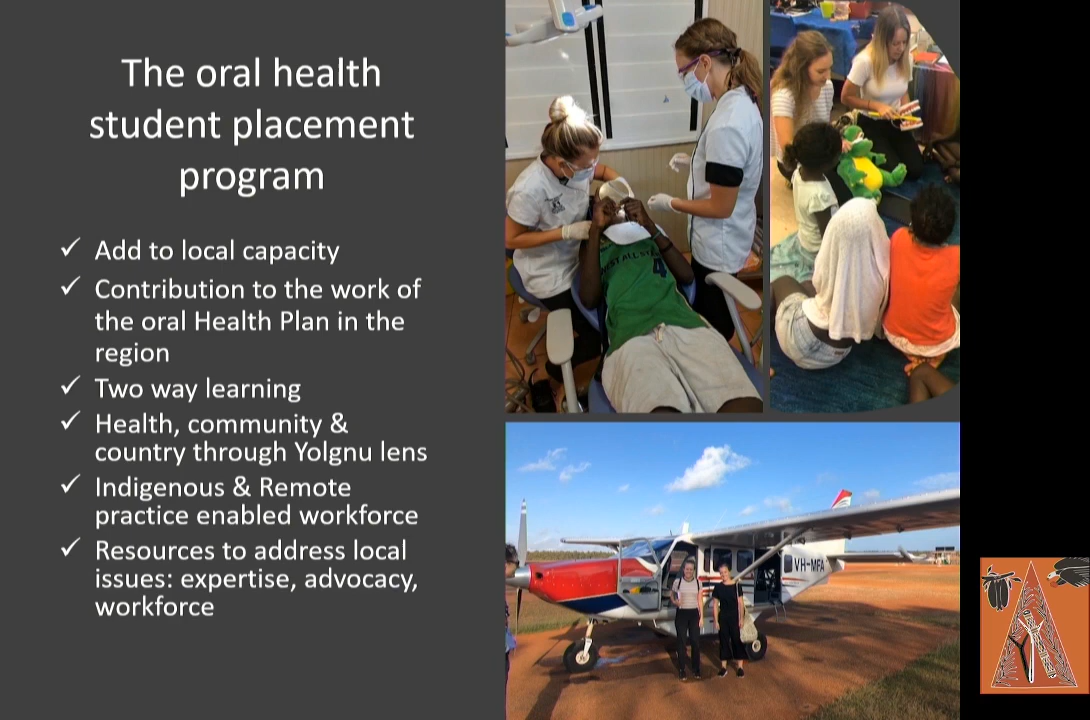 The oral health
student placement
program
✓ Add to local capacity
✓ Contribution to the work of
the oral Health Plan in the
region
✓ Two way learning
✓ Health, community &
country through Yolgnu lens
✓ Indigenous & Remote
practice enabled workforce
✓ Resources to address local
issues: expertise, advocacy,
workforce
4
VH-MFA